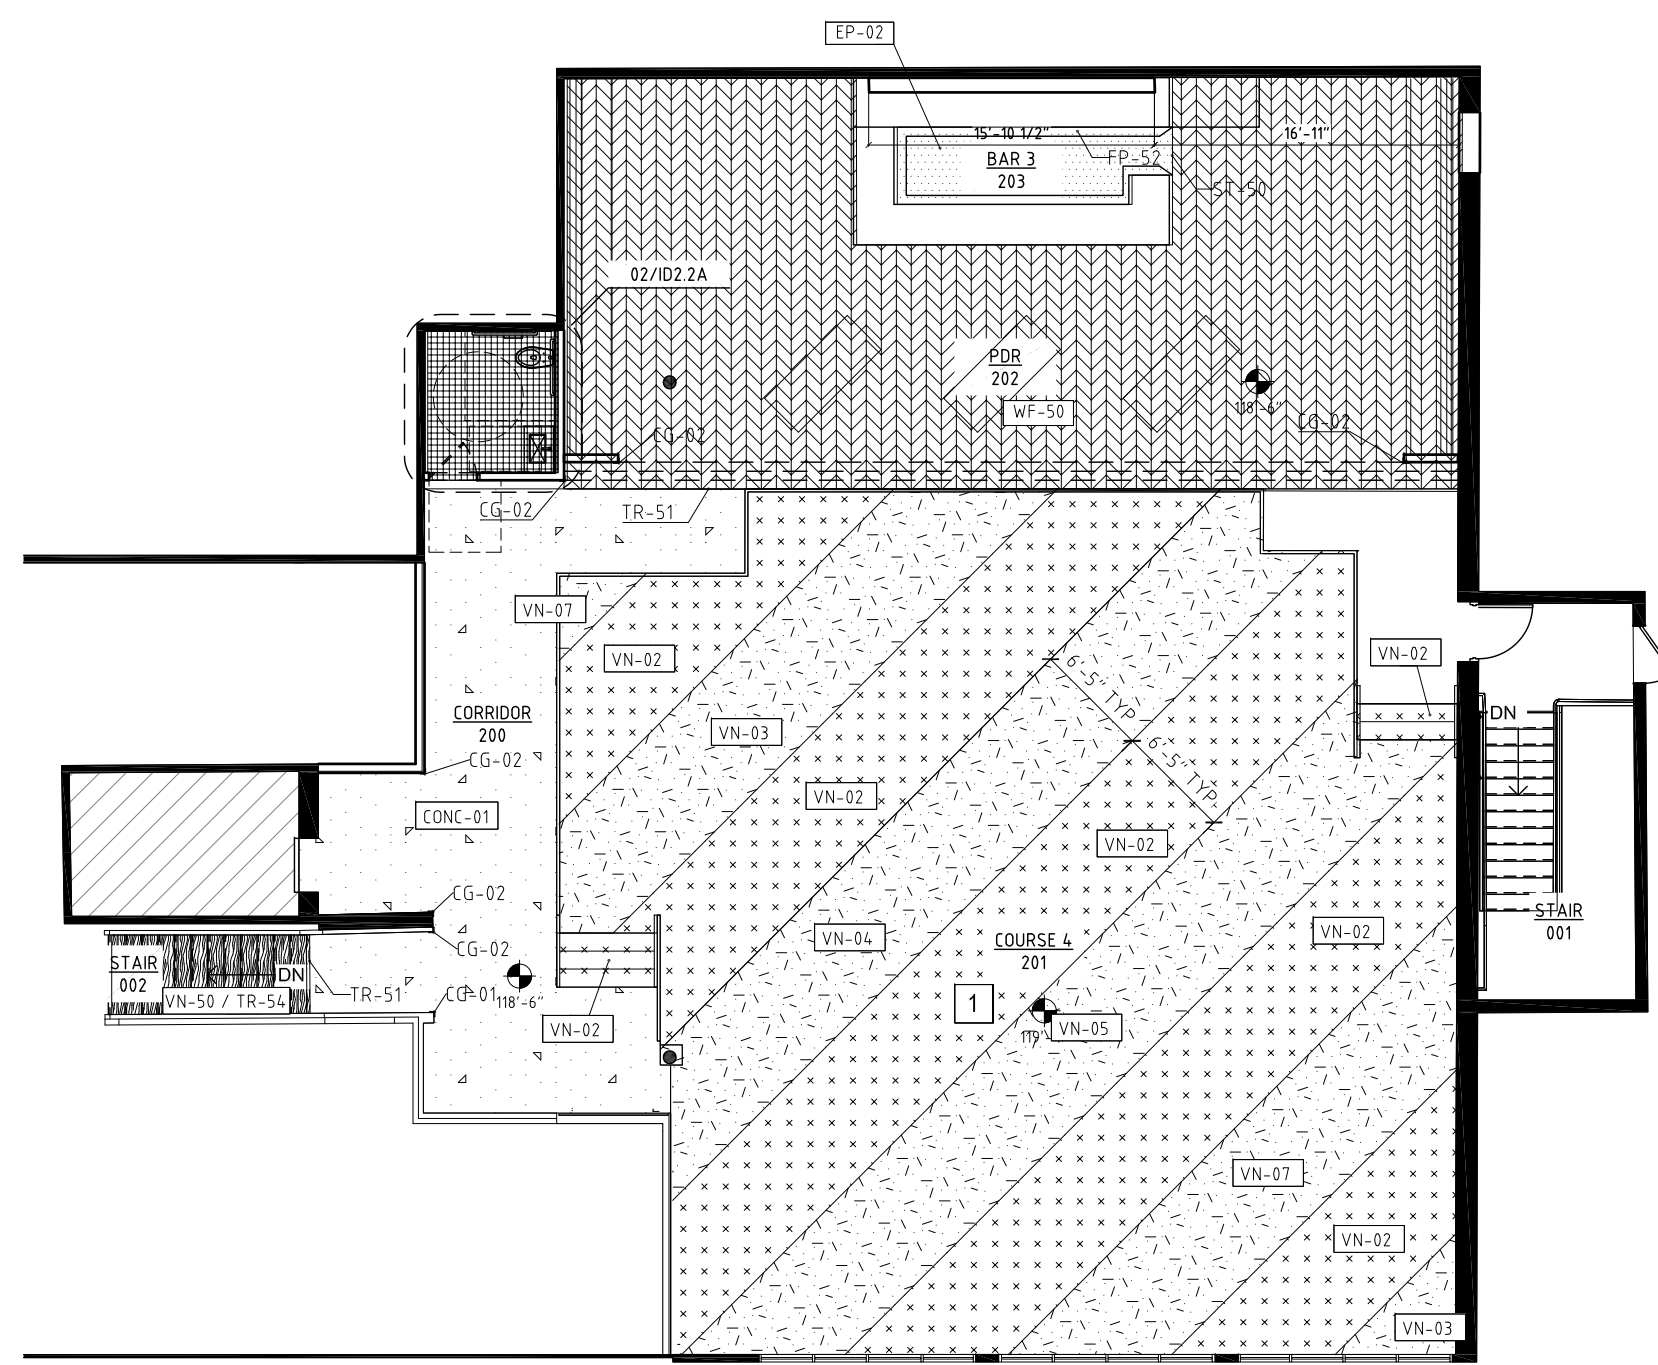 EP-02
15'-10 1/2"
16'-11"
BAR 3
203
FP-52
ST-50
02/ID2.2A
PDR
202
WF-50
118'-6"
CG-02
CG-02
CG-02
TR-51
VN-07
VN-02
VN-02
6'-5" TYP
6'-5" TYP
CORRIDOR
200
VN-03
DN
CG-02
VN-02
CONC-01
VN-02
CG-02
STAIR
001
VN-02
VN-04
COURSE 4
201
CG-02
STAIR
002
DN
VN-50 / TR-54
TR-51
CG-01
118'-6"
1
VN-02
VN-05
119'
VN-07
VN-02
VN-03